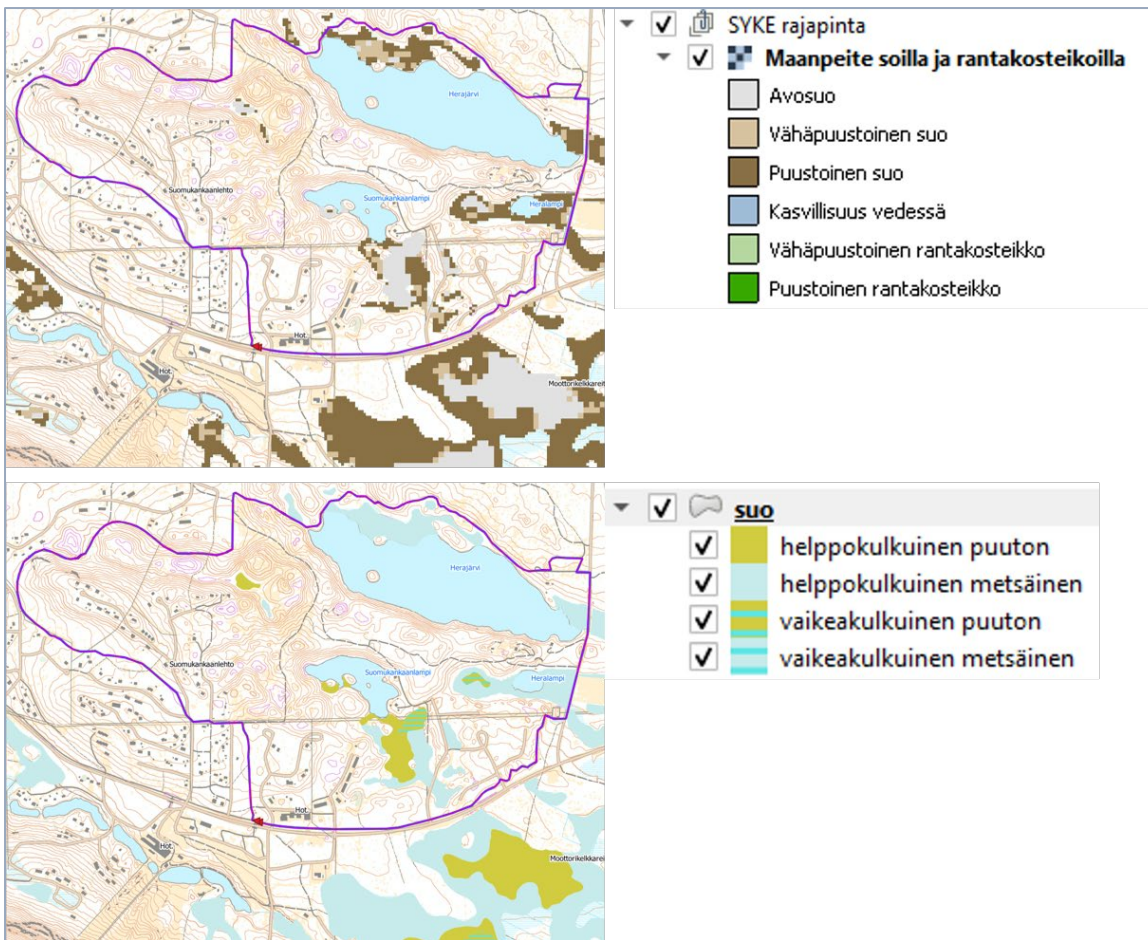 SYKE rajapinta
Maanpeite soilla ja rantakosteikoilla
Avosuo
Vähäpuustoinen suo
Puustoinen suo
Kasvillisuus vedessä
Vähäpuustoinen rantakosteikko
Puustoinen rantakosteikko
Herajärvi
Suomukankaanlehto
Suomukankaanlampi
Heralampi
Hot.
Hot.
Moottorikelkkareit
suo
helppokulkuinen puuton
helppokulkuinen metsäinen
vaikeakulkuinen puuton
vaikeakulkuinen metsäinen
Herajärvi
Suomukankaanlehto
Suomukankaanlampi
Heralampi
Hot.
Hot.
Moottorikelkkareit